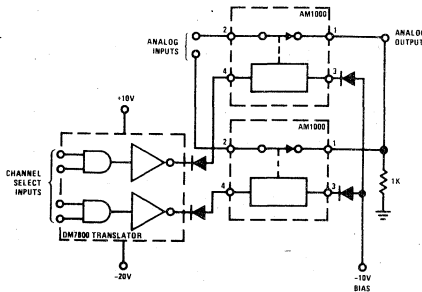 AM1000
ANALOG
INPUTS
2
1
ANALOG
OUTPUT
4
3
+10V
AM1000
2
1
CHANNEL
SELECT
INPUTS
4
3
1K
DM7800 TRANSLATOR
-20V
-10V
BIAS